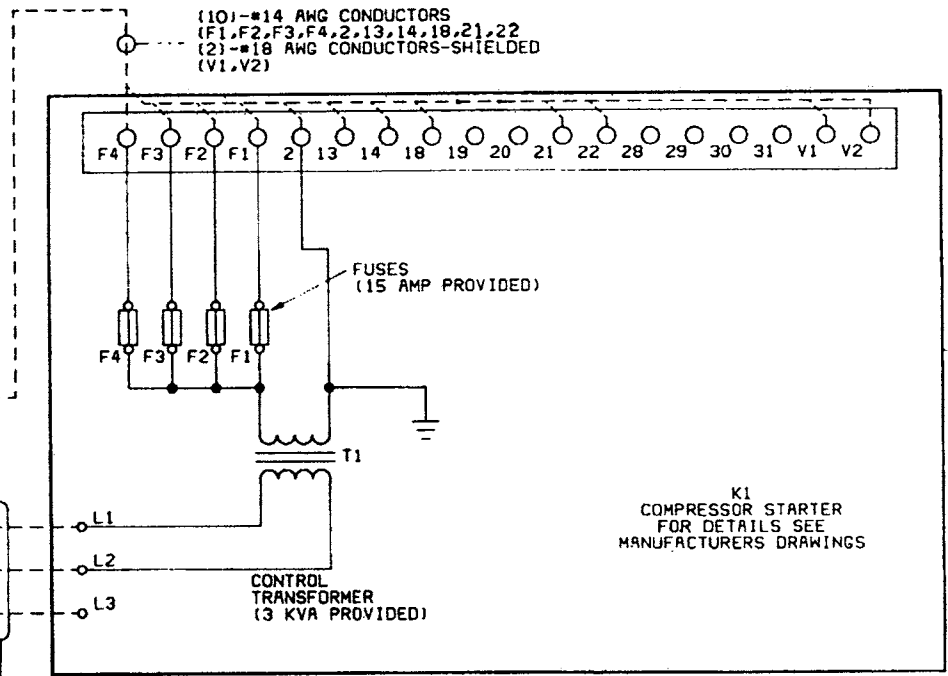 (10)-#14 AWG CONDUCTORS
(F1,F2,F3,F4,2,13,14,18,21,22
(2)-#18 AWG CONDUCTORS-SHIELDED
(V1,V2)
F4 F3 F2 F1 2 13 14 18 19 20 21 22 28 29 30 31 V1 V2
FUSES
(15 AMP PROVIDED)
F4 F3 F2 F1
T1
K1
COMPRESSOR STARTER
FOR DETAILS SEE
MANUFACTURERS DRAWINGS
L1
L2
L3
CONTROL
TRANSFORMER
(3 KVA PROVIDED)